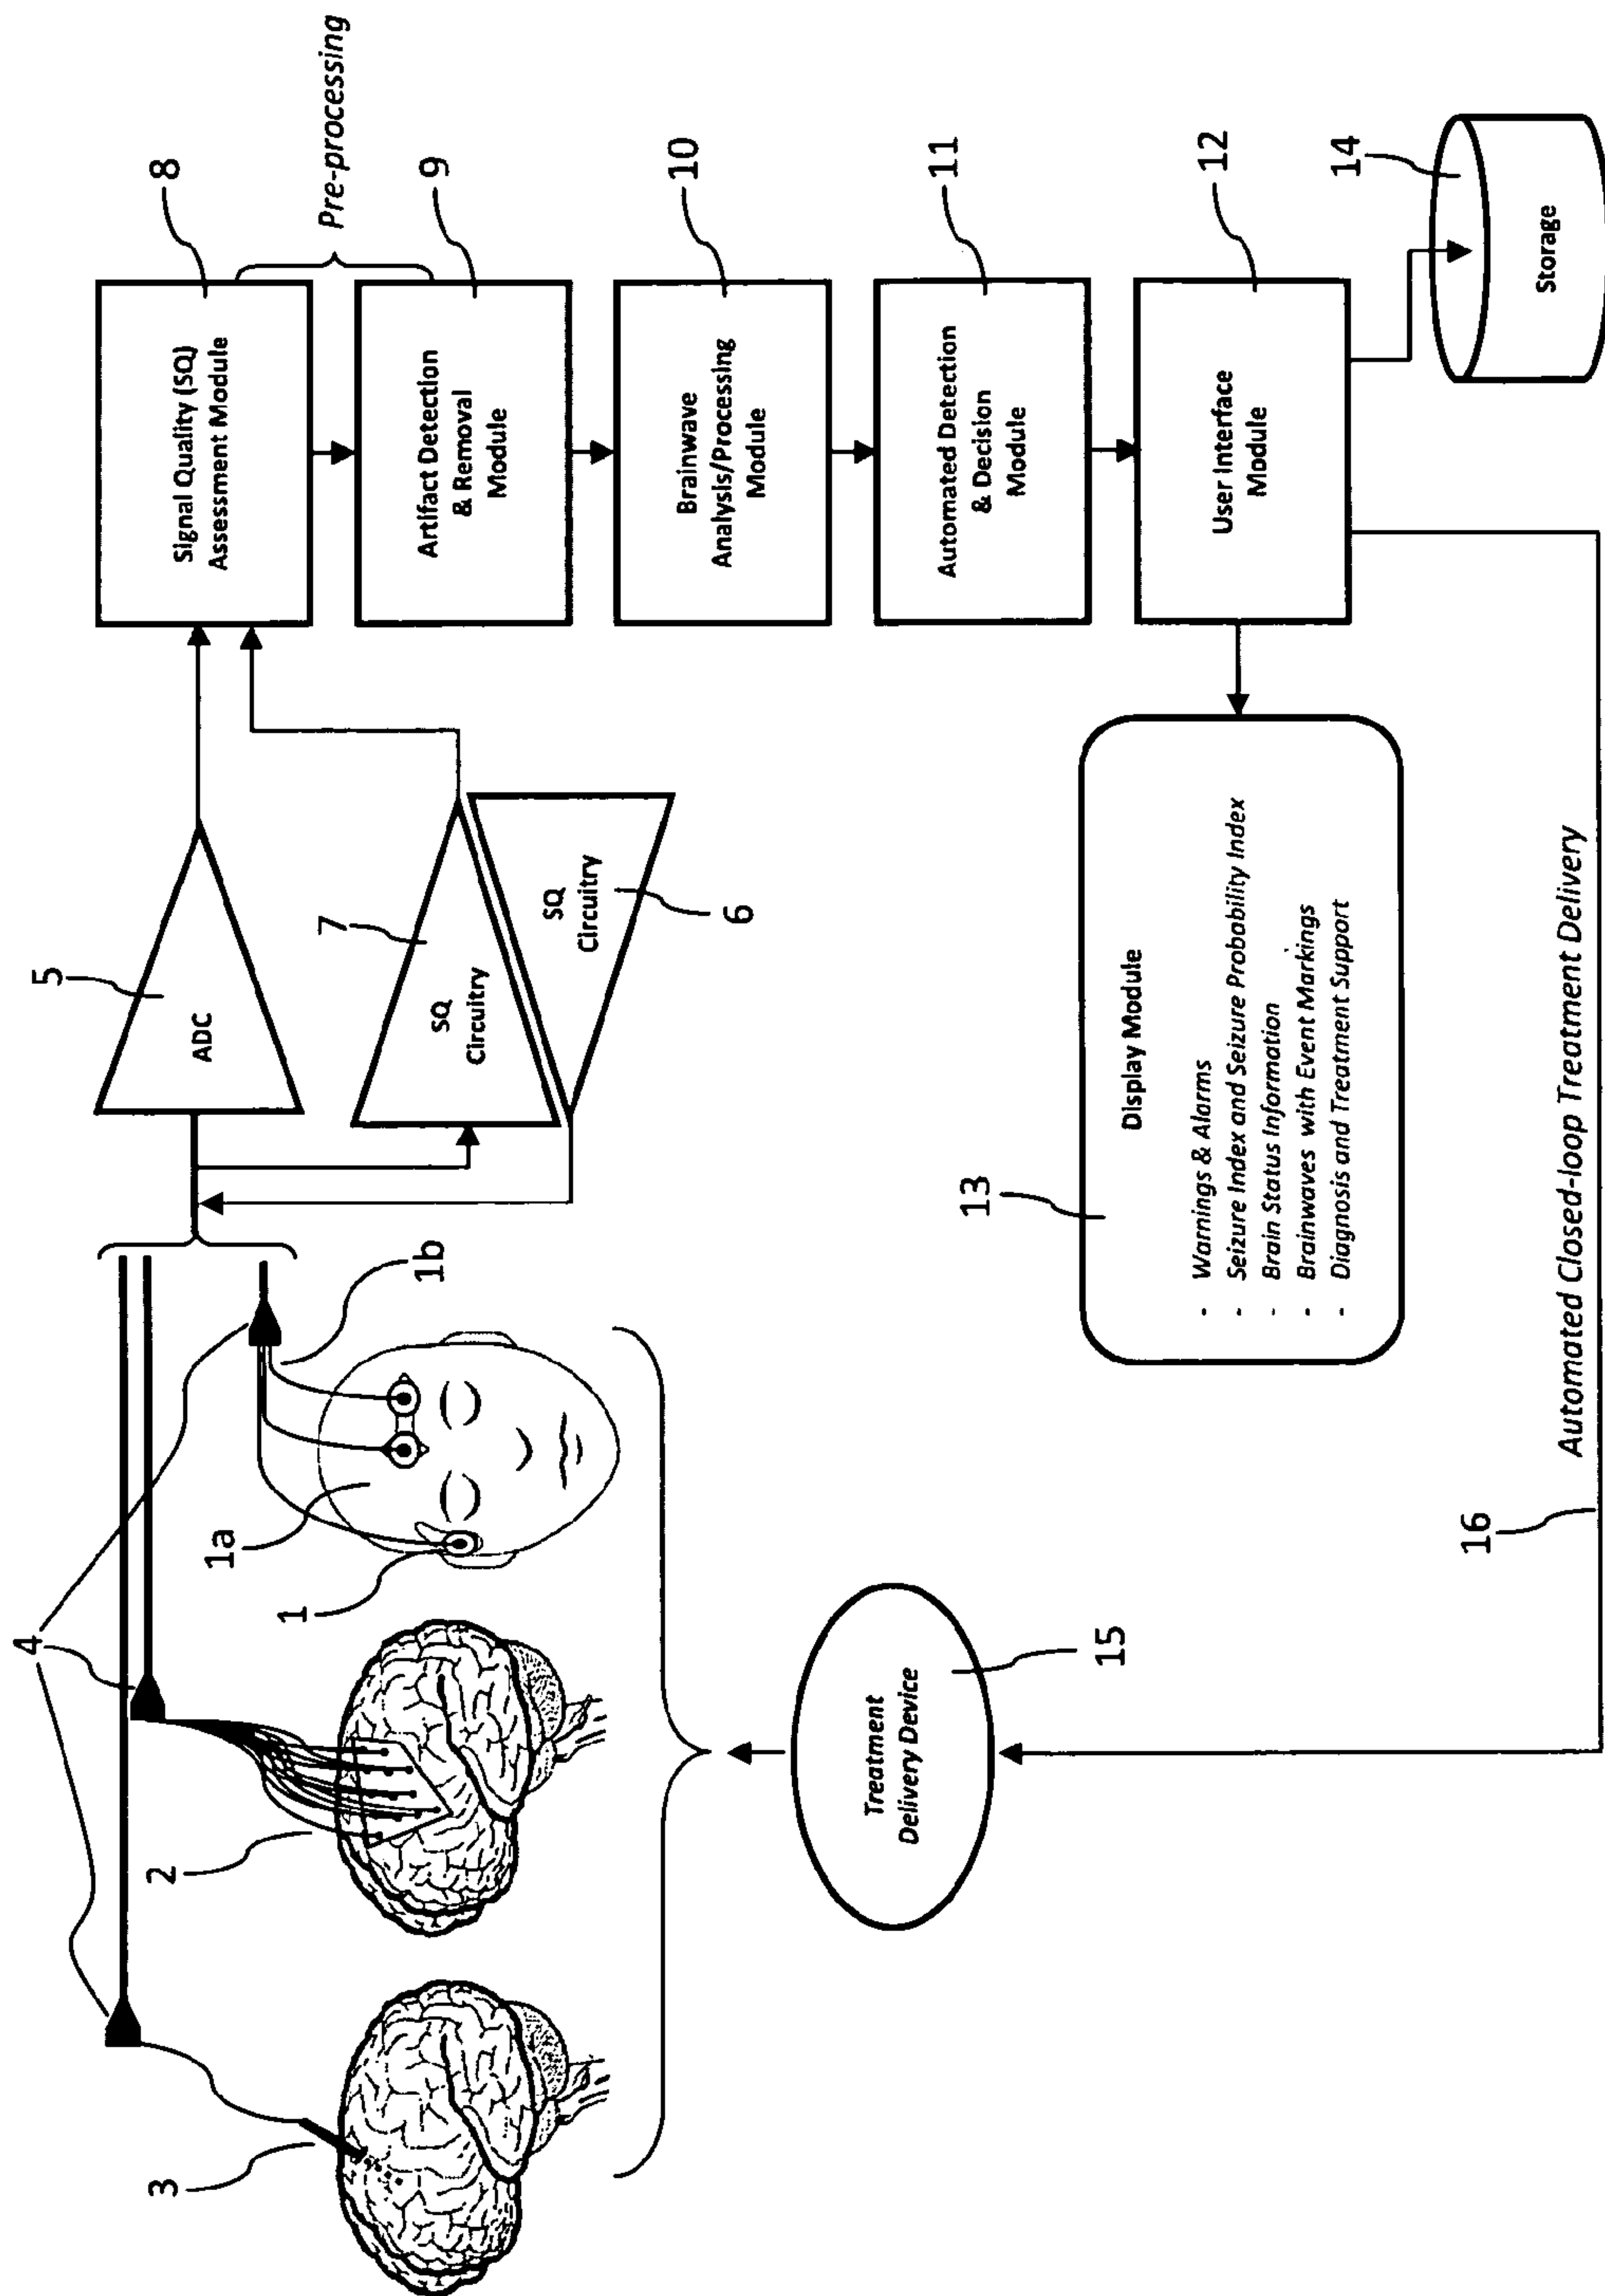 4
3
2
1
1a
1b
5
ADC
7
SQ
Circuitry
SQ
Circuitry
6
Signal Quality (SQ)
Assessment Module
8
Pre-processing
Artifact Detection
& Removal
Module
9
Brainwave
Analysis/Processing
Module
10
Automated Detection
& Decision
Module
11
User Interface
Module
12
14
Storage
13
Display Module
- Warnings & Alarms
- Seizure Index and Seizure Probability Index
- Brain Status Information
- Brainwaves with Event Markings
- Diagnosis and Treatment Support
Treatment
Delivery Device
15
16
Automated Closed-loop Treatment Delivery